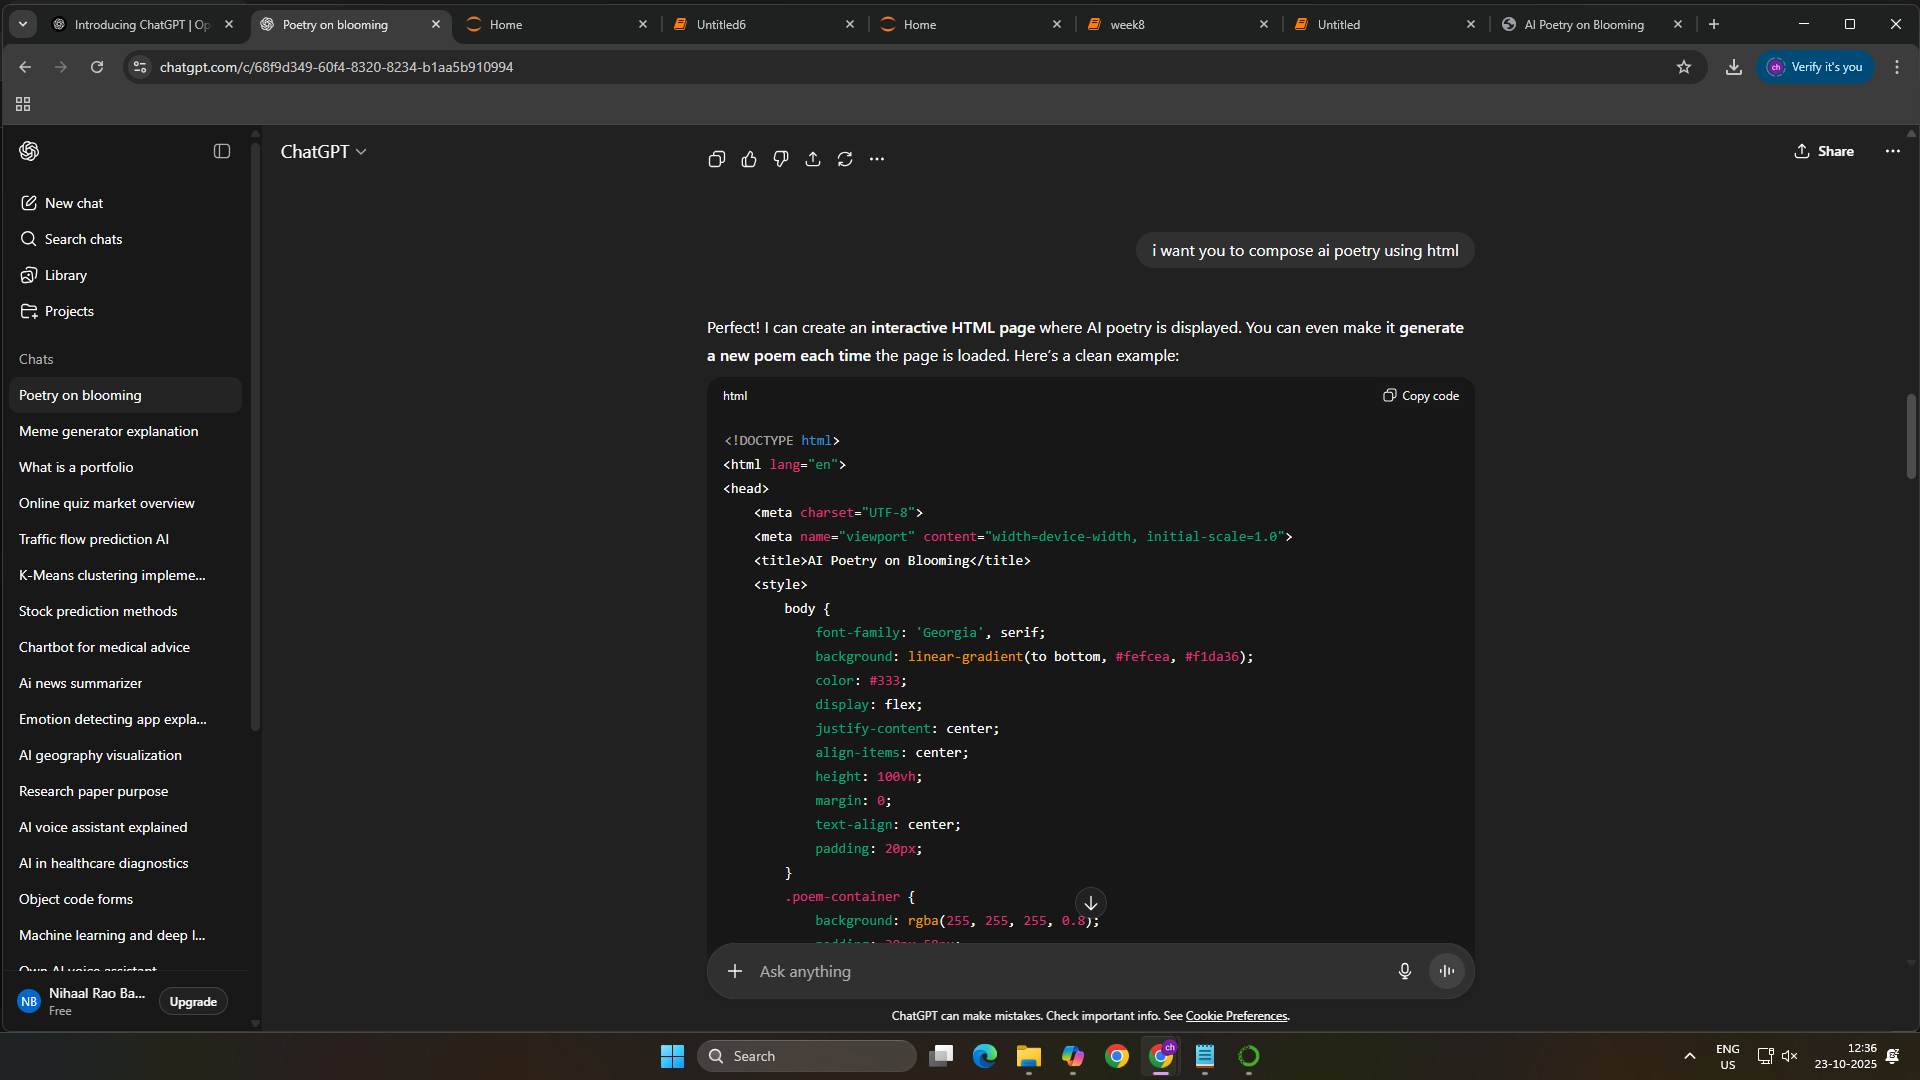 Introducing ChatGPT | Op
Poetry on blooming
Home
Untitled6
Home
week8
Untitled
AI Poetry on Blooming
chatgpt.com/c/68f9d349-60f4-8320-8234-b1aa5b910994
ch
Verify it's you
ChatGPT
Share
New chat
Search chats
Library
Projects
Chats
Poetry on blooming
Meme generator explanation
What is a portfolio
Online quiz market overview
Traffic flow prediction AI
K-Means clustering impleme...
Stock prediction methods
Chartbot for medical advice
Ai news summarizer
Emotion detecting app expla...
AI geography visualization
Research paper purpose
AI voice assistant explained
AI in healthcare diagnostics
Object code forms
Machine learning and deep l...
Own AI voice assistant
NB
Nihaal Rao Ba...
Free
Upgrade
i want you to compose ai poetry using html
Perfect! I can create an interactive HTML page where AI poetry is displayed. You can even make it generate
a new poem each time the page is loaded. Here's a clean example:
html
Copy code
<!DOCTYPE html>
<html lang="en">
<head>
    <meta charset="UTF-8">
    <meta name="viewport" content="width=device-width, initial-scale=1.0">
    <title>AI Poetry on Blooming</title>
    <style>
        body {
            font-family: 'Georgia', serif;
            background: linear-gradient(to bottom, #fefcea, #f1da36);
            color: #333;
            display: flex;
            justify-content: center;
            align-items: center;
            height: 100vh;
            margin: 0;
            text-align: center;
            padding: 20px;
        }
        .poem-container {
            background: rgba(255, 255, 255, 0.8);
Ask anything
ChatGPT can make mistakes. Check important info. See Cookie Preferences.
Search
ch
ENG
US
12:36
23-10-2025